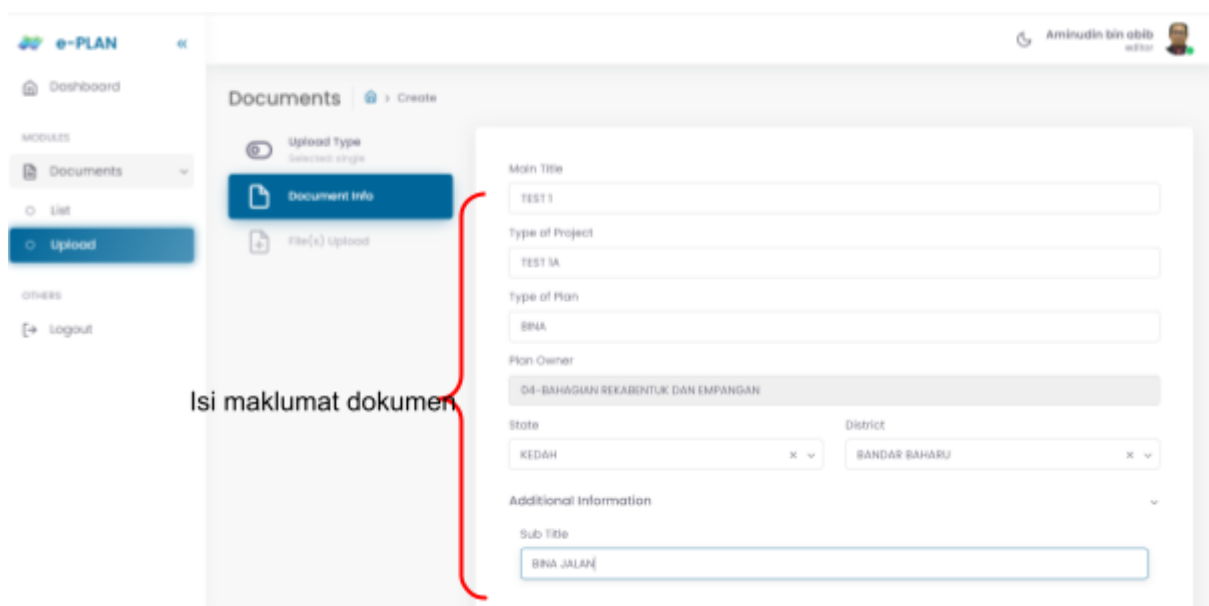 e-PLAN
Aminudin bin abib
editor
Dashboard
Documents
Create
MODULES
Upload Type
Selected: single
Documents
Main Title
Document Info
TEST 1
List
Type of Project
Upload
File(s) Upload
TEST 1A
OTHERS
Type of Plan
Logout
BINA
Plan Owner
D4-BAHAGIAN REKABENTUK DAN EMPANGAN
Isi maklumat dokumen
State
District
KEDAH
BANDAR BAHARU
Additional Information
Sub Title
BINA JALAN